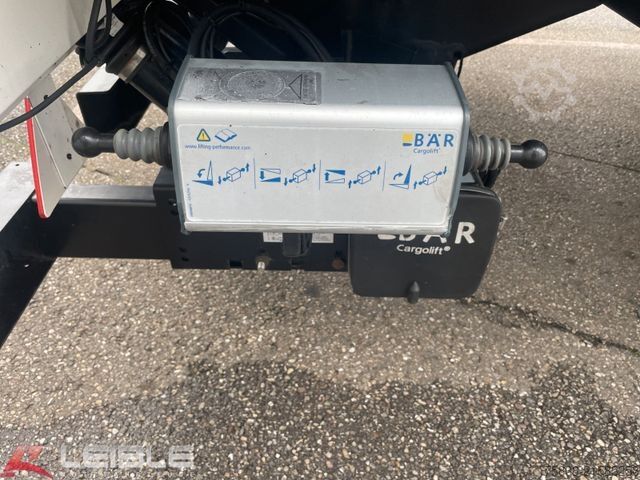 BÄR
Cargolift
www.lifting-performance.com
BÄR
Cargolift®
LEIBLE